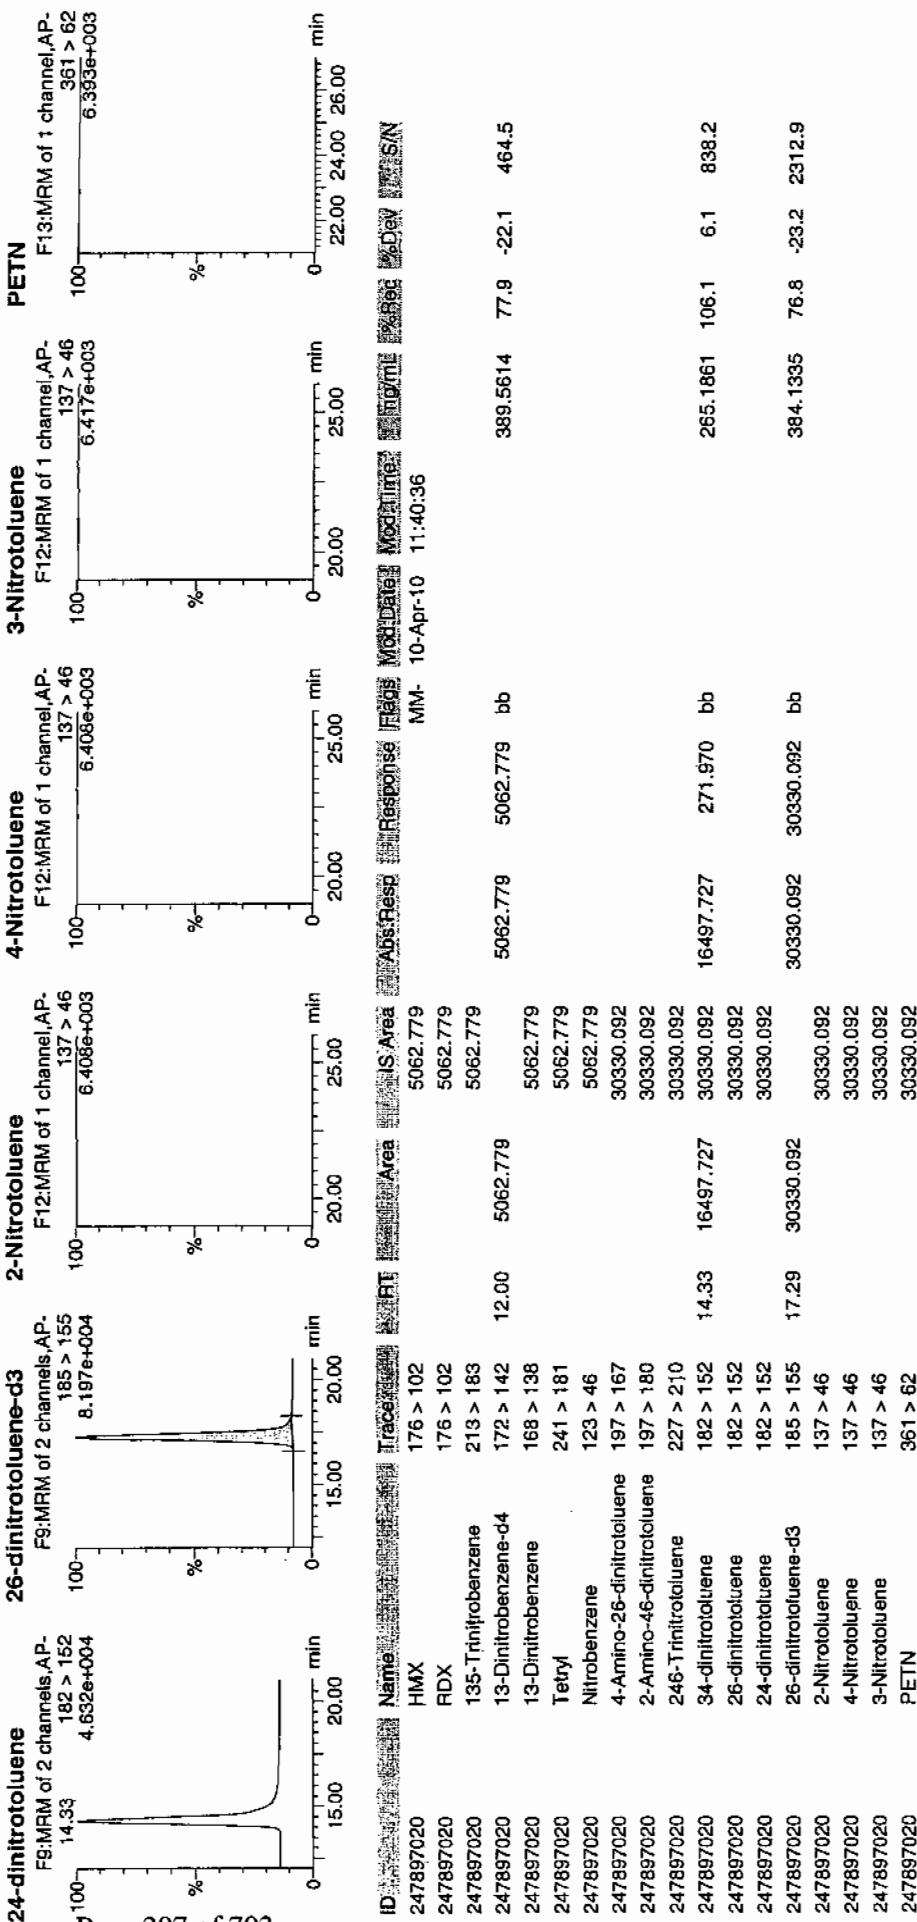 24-dinitrotoluene
F9:MRM of 2 channels,AP-
14.33 182 > 152
4.632e+004
100
%
0
15.00 20.00 min
26-dinitrotoluene-d3
F9:MRM of 2 channels,AP-
185 > 155
8.197e+004
100
%
0
15.00 20.00 min
2-Nitrotoluene
F12:MRM of 1 channel,AP-
137 > 46
6.408e+003
100
%
0
20.00 25.00 min
4-Nitrotoluene
F12:MRM of 1 channel,AP-
137 > 46
6.408e+003
100
%
0
20.00 25.00 min
3-Nitrotoluene
F12:MRM of 1 channel,AP-
137 > 46
6.417e+003
100
%
0
20.00 25.00 min
PETN
F13:MRM of 1 channel,AP-
361 > 62
6.393e+003
100
%
0
22.00 24.00 26.00 min
ID Name Trace RT Area IS Area Abs.Resp Response Flags Mod.Date Mod.Time ng/mL %Rec %Dev S/N
247897020 HMX 176 > 102 5062.779 MM- 10-Apr-10 11:40:36
247897020 RDX 176 > 102 5062.779
247897020 135-Trinitrobenzene 213 > 183 5062.779
247897020 13-Dinitrobenzene-d4 172 > 142 12.00 5062.779 5062.779 5062.779 bb 389.5614 77.9 -22.1 464.5
247897020 13-Dinitrobenzene 168 > 138 5062.779
247897020 Tetryl 241 > 181 5062.779
247897020 Nitrobenzene 123 > 46 5062.779
247897020 4-Amino-26-dinitrotoluene 197 > 167 30330.092
247897020 2-Amino-46-dinitrotoluene 197 > 180 30330.092
247897020 246-Trinitrotoluene 227 > 210 30330.092
247897020 34-dinitrotoluene 182 > 152 14.33 16497.727 30330.092 16497.727 271.970 bb 265.1861 106.1 6.1 838.2
247897020 26-dinitrotoluene 182 > 152 30330.092
247897020 24-dinitrotoluene 182 > 152 30330.092
247897020 26-dinitrotoluene-d3 185 > 155 17.29 30330.092 30330.092 30330.092 bb 384.1335 76.8 -23.2 2312.9
247897020 2-Nitrotoluene 137 > 46 30330.092
247897020 4-Nitrotoluene 137 > 46 30330.092
247897020 3-Nitrotoluene 137 > 46 30330.092
247897020 PETN 361 > 62 30330.092